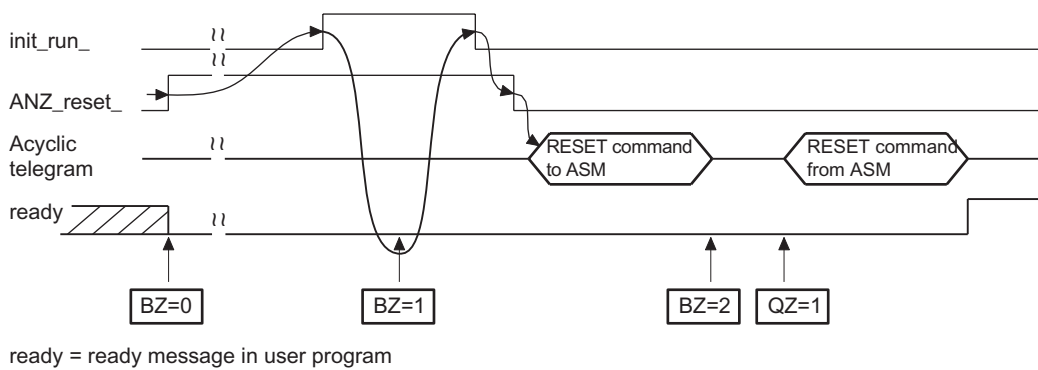 init_run_
ANZ_reset_
Acyclic
telegram
RESET command
to ASM
RESET command
from ASM
ready
BZ=0
BZ=1
BZ=2
QZ=1
ready = ready message in user program